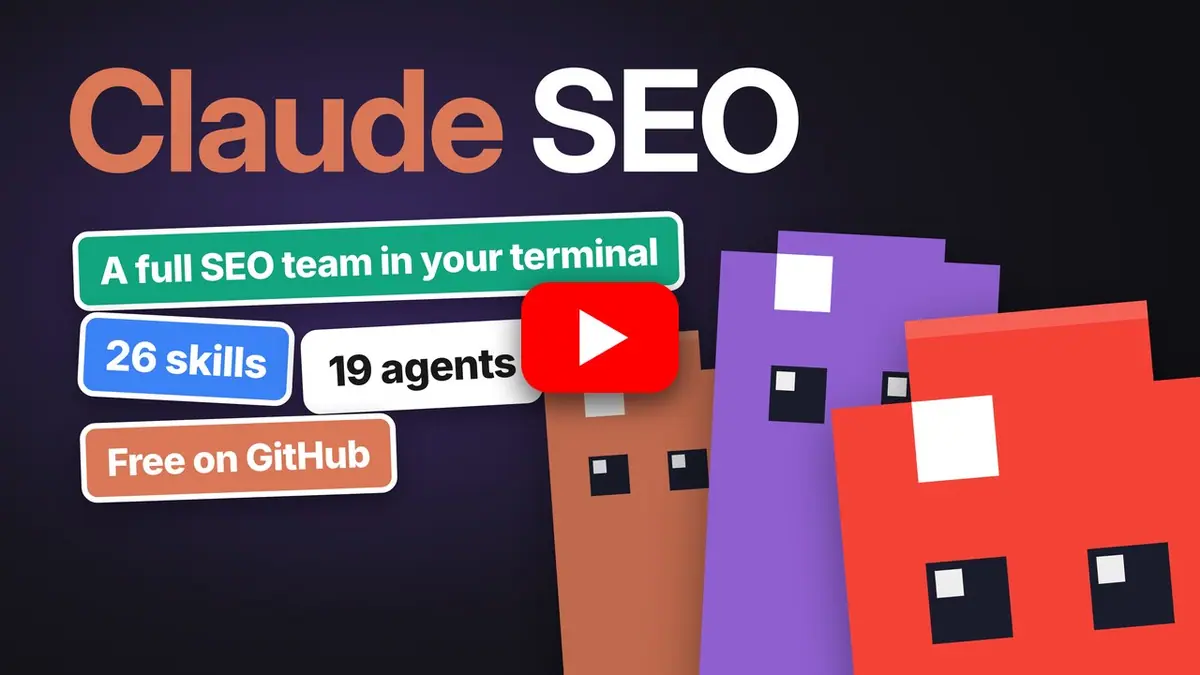 Claude SEO
A full SEO team in your terminal
26 skills
19 agents
Free on GitHub